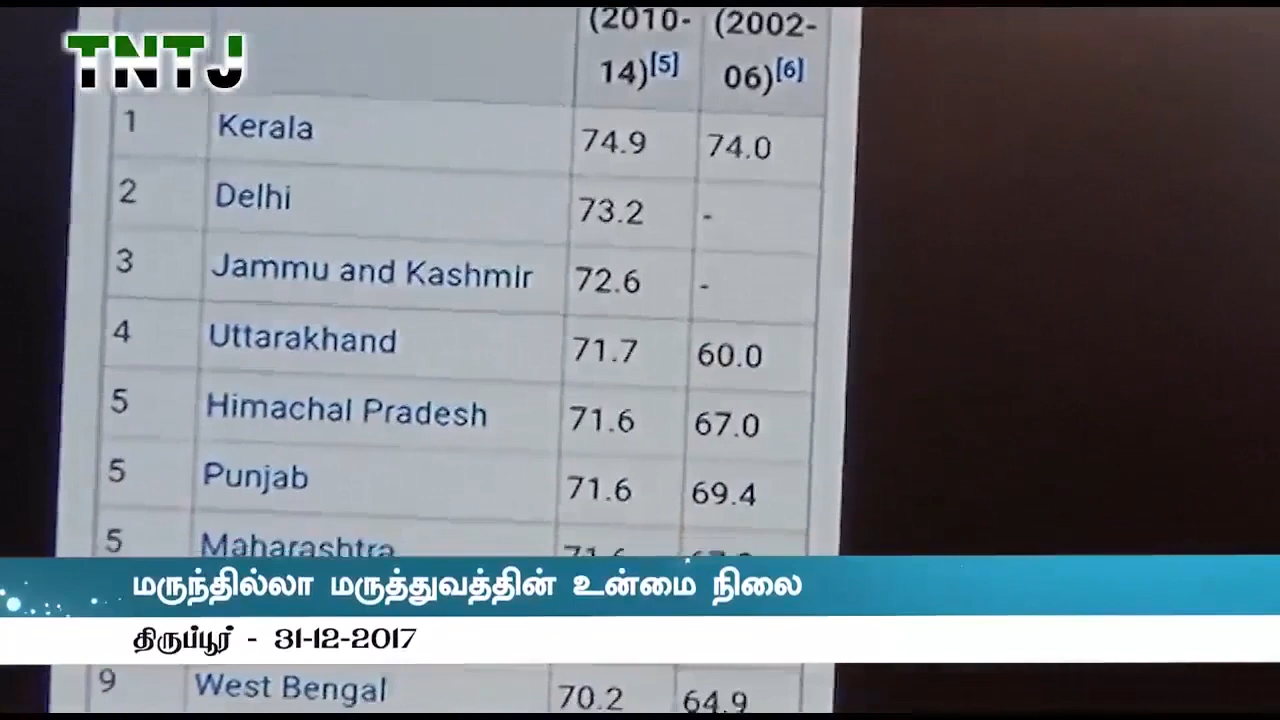 TNTJ
(2010-14)[5] (2002-06)[6]
1 Kerala 74.9 74.0
2 Delhi 73.2 -
3 Jammu and Kashmir 72.6 -
4 Uttarakhand 71.7 60.0
5 Himachal Pradesh 71.6 67.0
5 Punjab 71.6 69.4
5 Maharashtra 71.6
மருந்தில்லா மருத்துவத்தின் உன்மை நிலை
திருப்பூர் - 31-12-2017
9 West Bengal 70.2 64.9